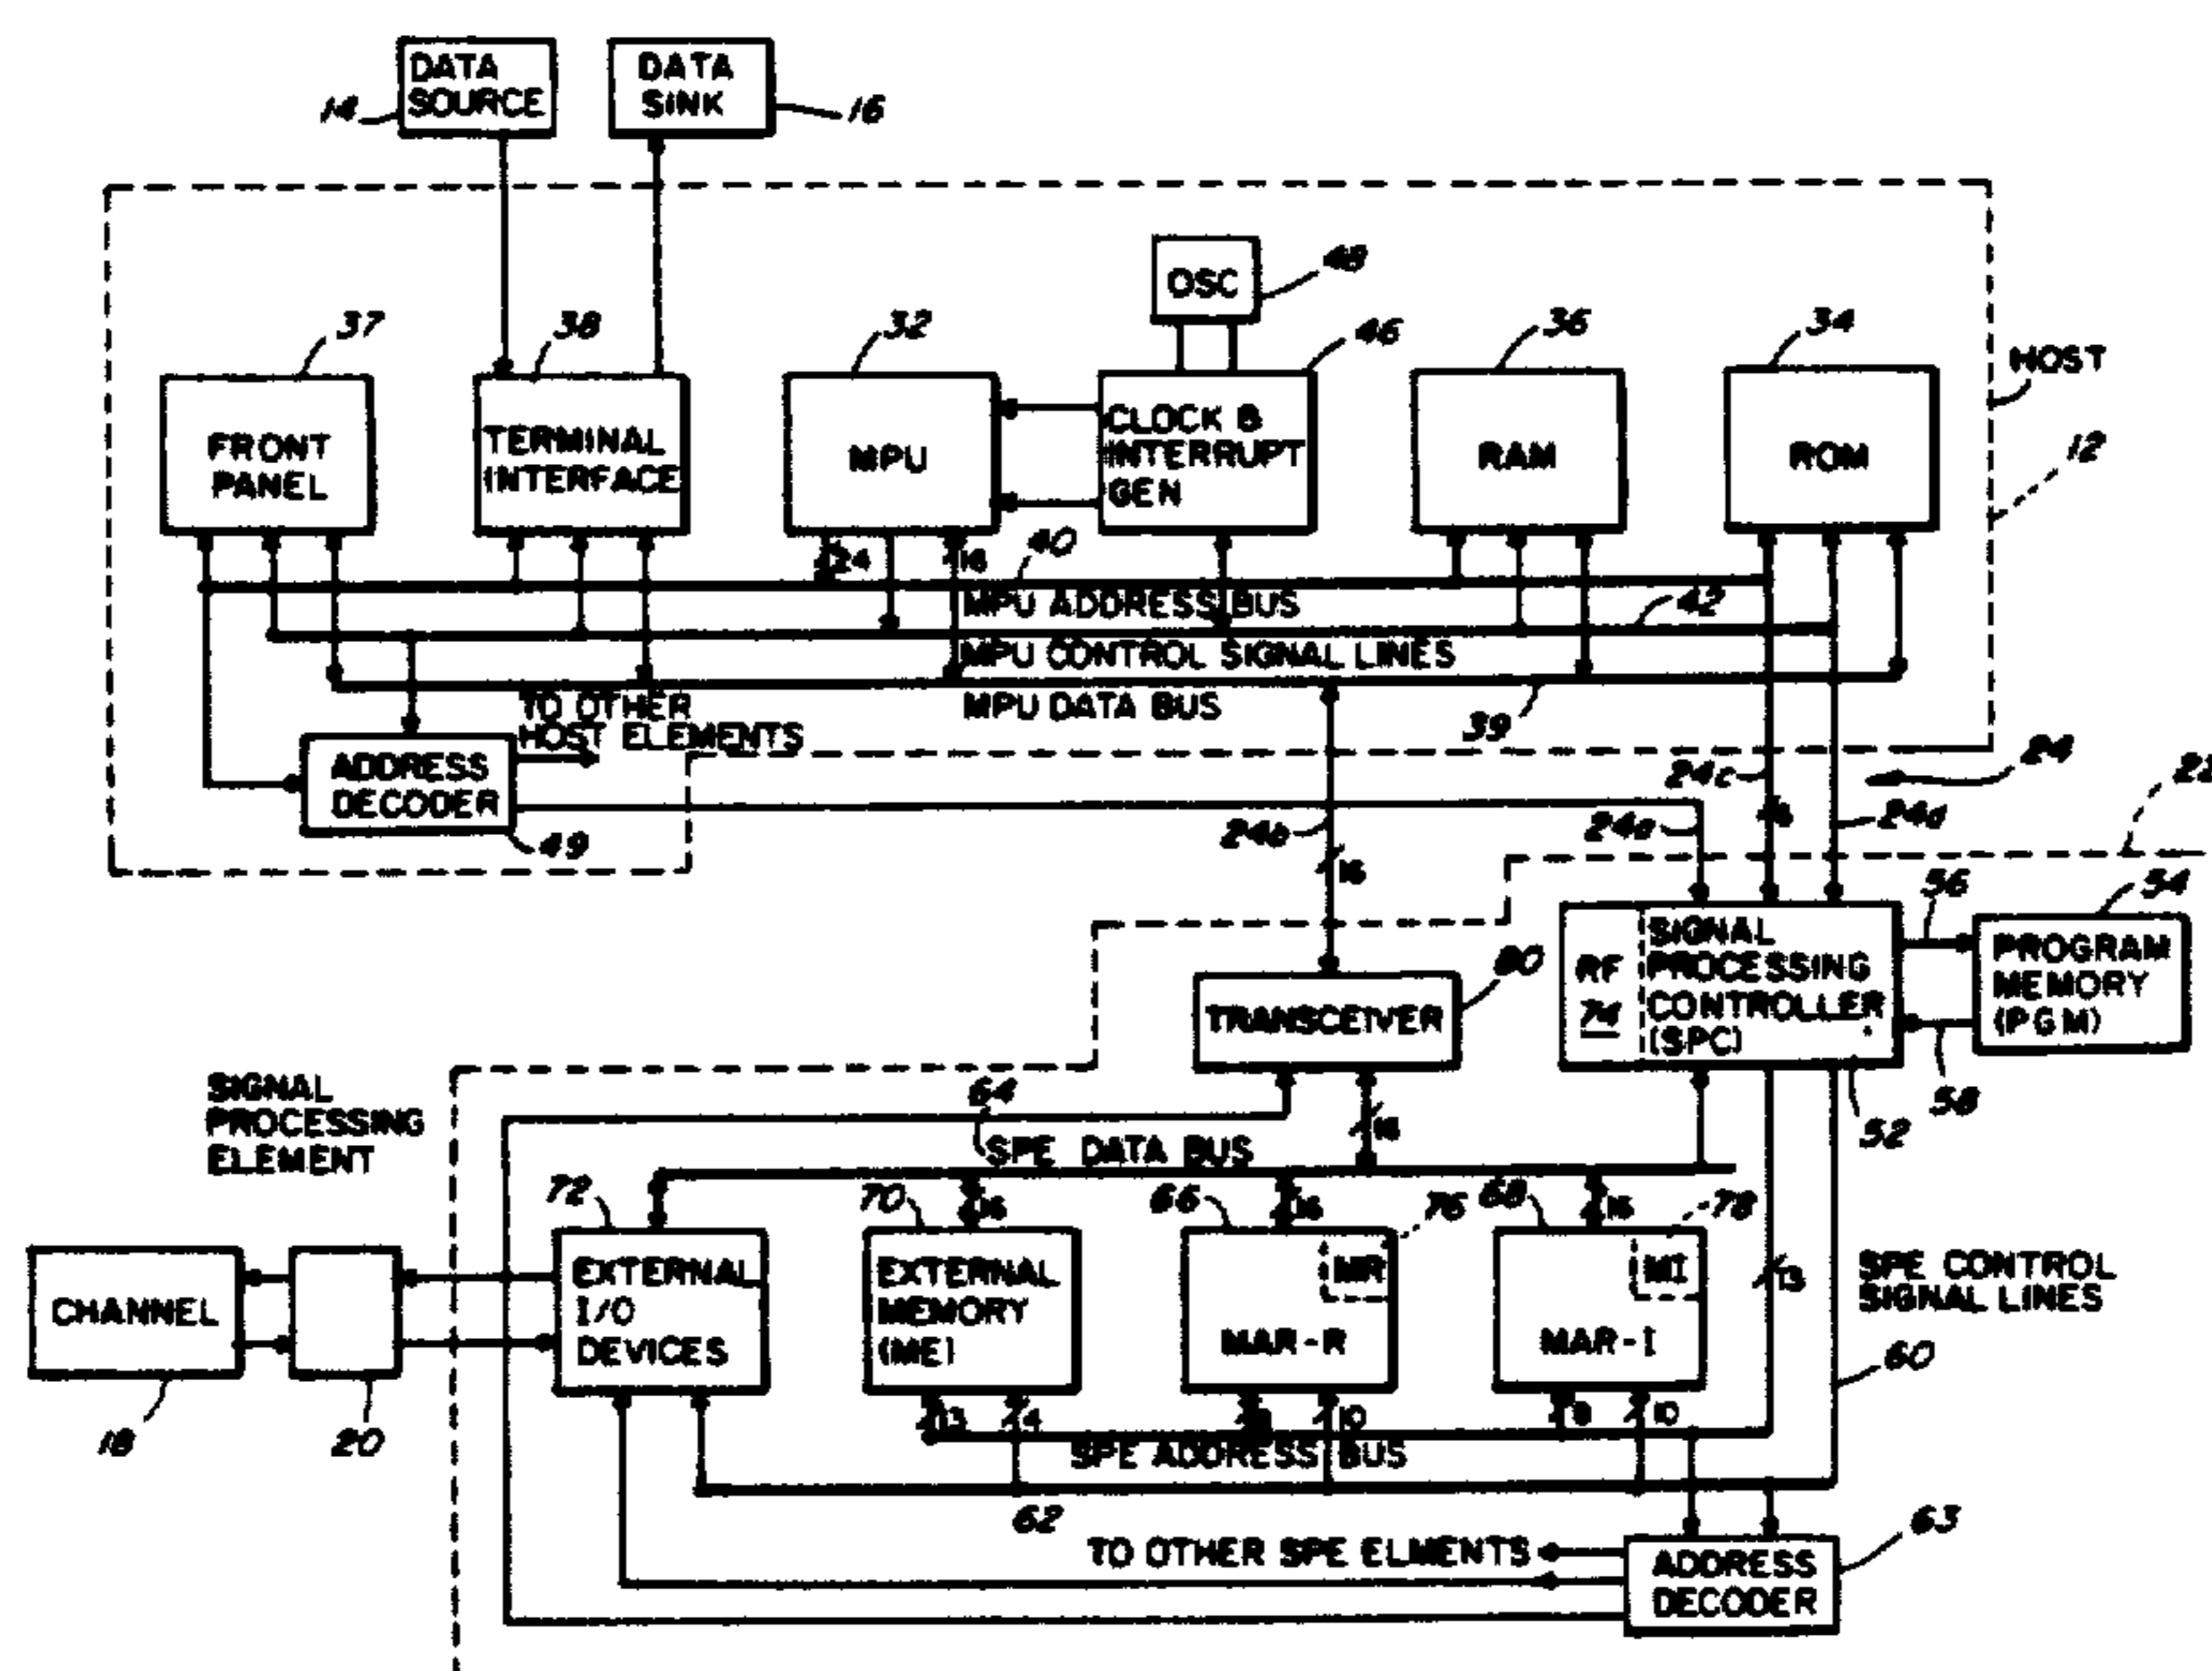 DATA
SOURCE
14
DATA
SINK
16
OSC
48
37
38
32
46
36
34
HOST
12
FRONT
PANEL
TERMINAL
INTERFACE
MPU
CLOCK &
INTERRUPT
GEN
RAM
ROM
24
16
40
MPU ADDRESS BUS
42
MPU CONTROL SIGNAL LINES
MPU DATA BUS
39
TO OTHER
HOST ELEMENTS
ADDRESS
DECODER
49
24c
24
24b
24a
24d
16
56
54
RF
74
SIGNAL
PROCESSING
CONTROLLER
(SPC)
PROGRAM
MEMORY
(PGM)
58
52
TRANSCEIVER
80
16
SIGNAL
PROCESSING
ELEMENT
64
SPE DATA BUS
72
70
16
66
16
76
68
16
78
CHANNEL
18
20
EXTERNAL
I/O
DEVICES
EXTERNAL
MEMORY
(ME)
MR
MAR-R
MI
MAR-I
13
SPE CONTROL
SIGNAL LINES
60
13
4
10
9
10
SPE ADDRESS BUS
62
TO OTHER SPE ELMENTS
ADDRESS
DECODER
63